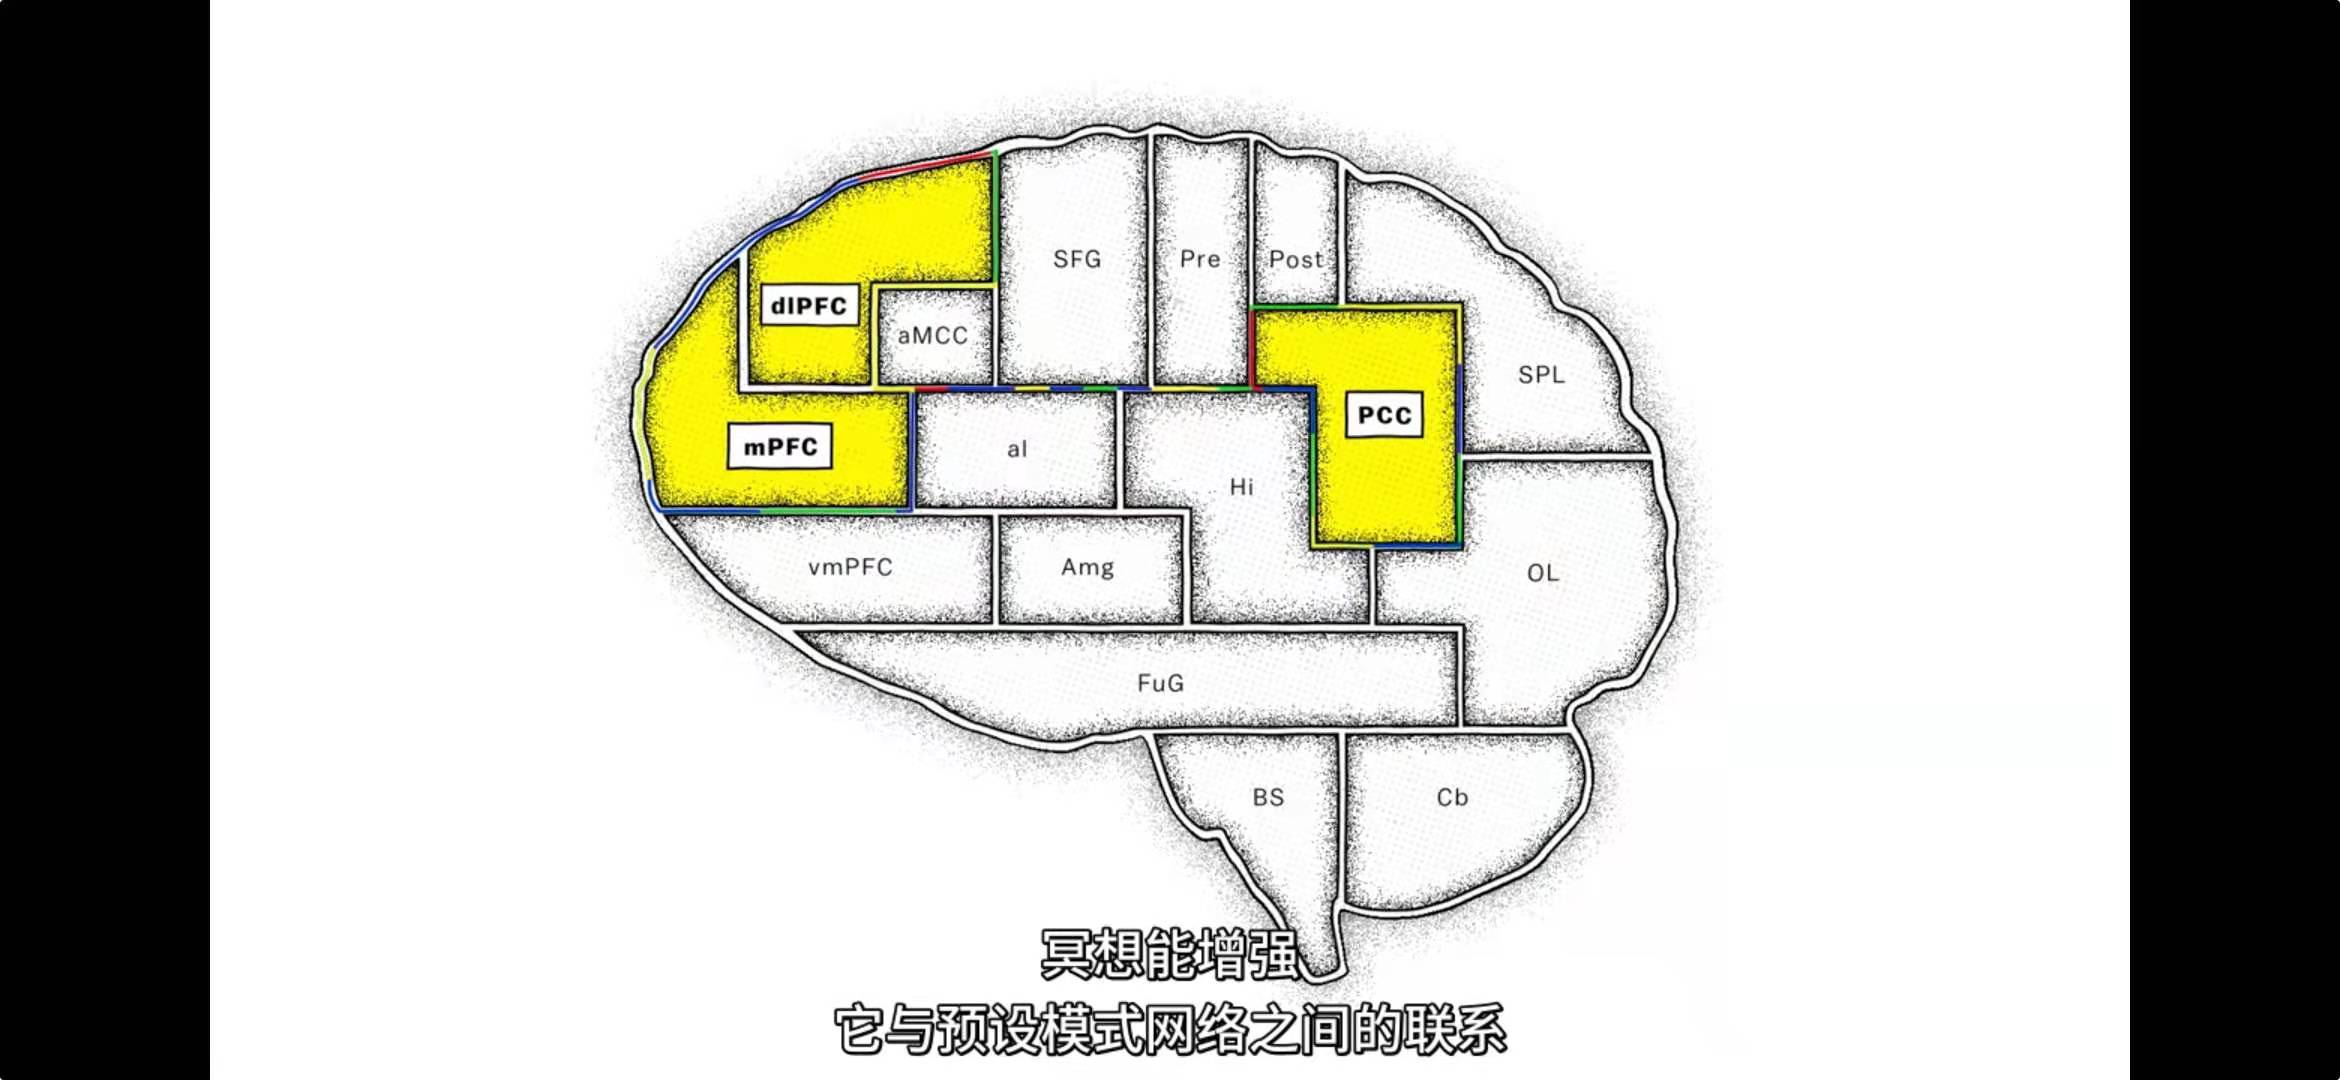 SFG
Pre
Post
dlPFC
aMCC
SPL
PCC
mPFC
aI
Hi
vmPFC
Amg
OL
FuG
BS
Cb
冥想能增强
它与预设模式网络之间的联系